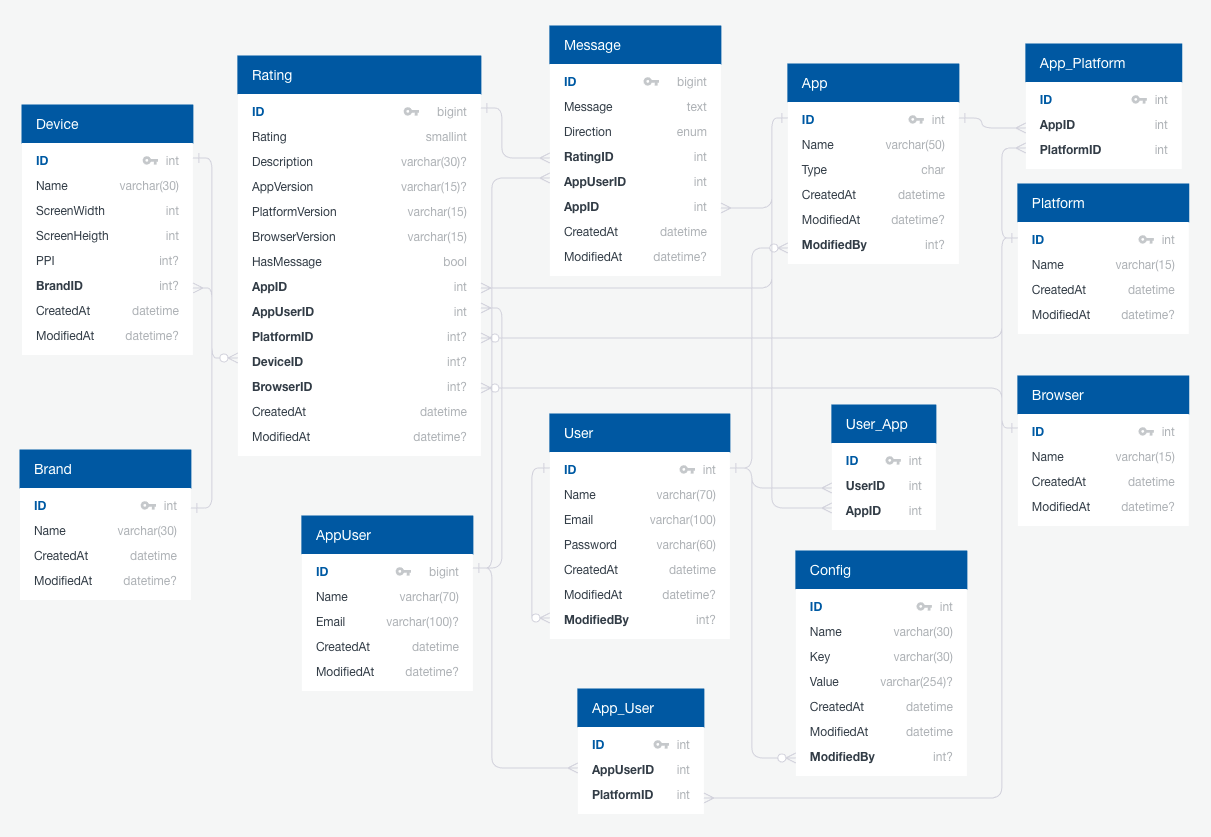 Device
ID int
Name varchar(30)
ScreenWidth int
ScreenHeigth int
PPI int?
BrandID int?
CreatedAt datetime
ModifiedAt datetime?
Brand
ID int
Name varchar(30)
CreatedAt datetime
ModifiedAt datetime?
Rating
ID bigint
Rating smallint
Description varchar(30)?
AppVersion varchar(15)?
PlatformVersion varchar(15)
BrowserVersion varchar(15)
HasMessage bool
AppID int
AppUserID int
PlatformID int?
DeviceID int?
BrowserID int?
CreatedAt datetime
ModifiedAt datetime?
AppUser
ID bigint
Name varchar(70)
Email varchar(100)?
CreatedAt datetime
ModifiedAt datetime?
Message
ID bigint
Message text
Direction enum
RatingID int
AppUserID int
AppID int
CreatedAt datetime
ModifiedAt datetime?
User
ID int
Name varchar(70)
Email varchar(100)
Password varchar(60)
CreatedAt datetime
ModifiedAt datetime?
ModifiedBy int?
App_User
ID int
AppUserID int
PlatformID int
App
ID int
Name varchar(50)
Type char
CreatedAt datetime
ModifiedAt datetime?
ModifiedBy int?
User_App
ID int
UserID int
AppID int
Config
ID int
Name varchar(30)
Key varchar(30)
Value varchar(254)?
CreatedAt datetime
ModifiedAt datetime
ModifiedBy int?
App_Platform
ID int
AppID int
PlatformID int
Platform
ID int
Name varchar(15)
CreatedAt datetime
ModifiedAt datetime?
Browser
ID int
Name varchar(15)
CreatedAt datetime
ModifiedAt datetime?